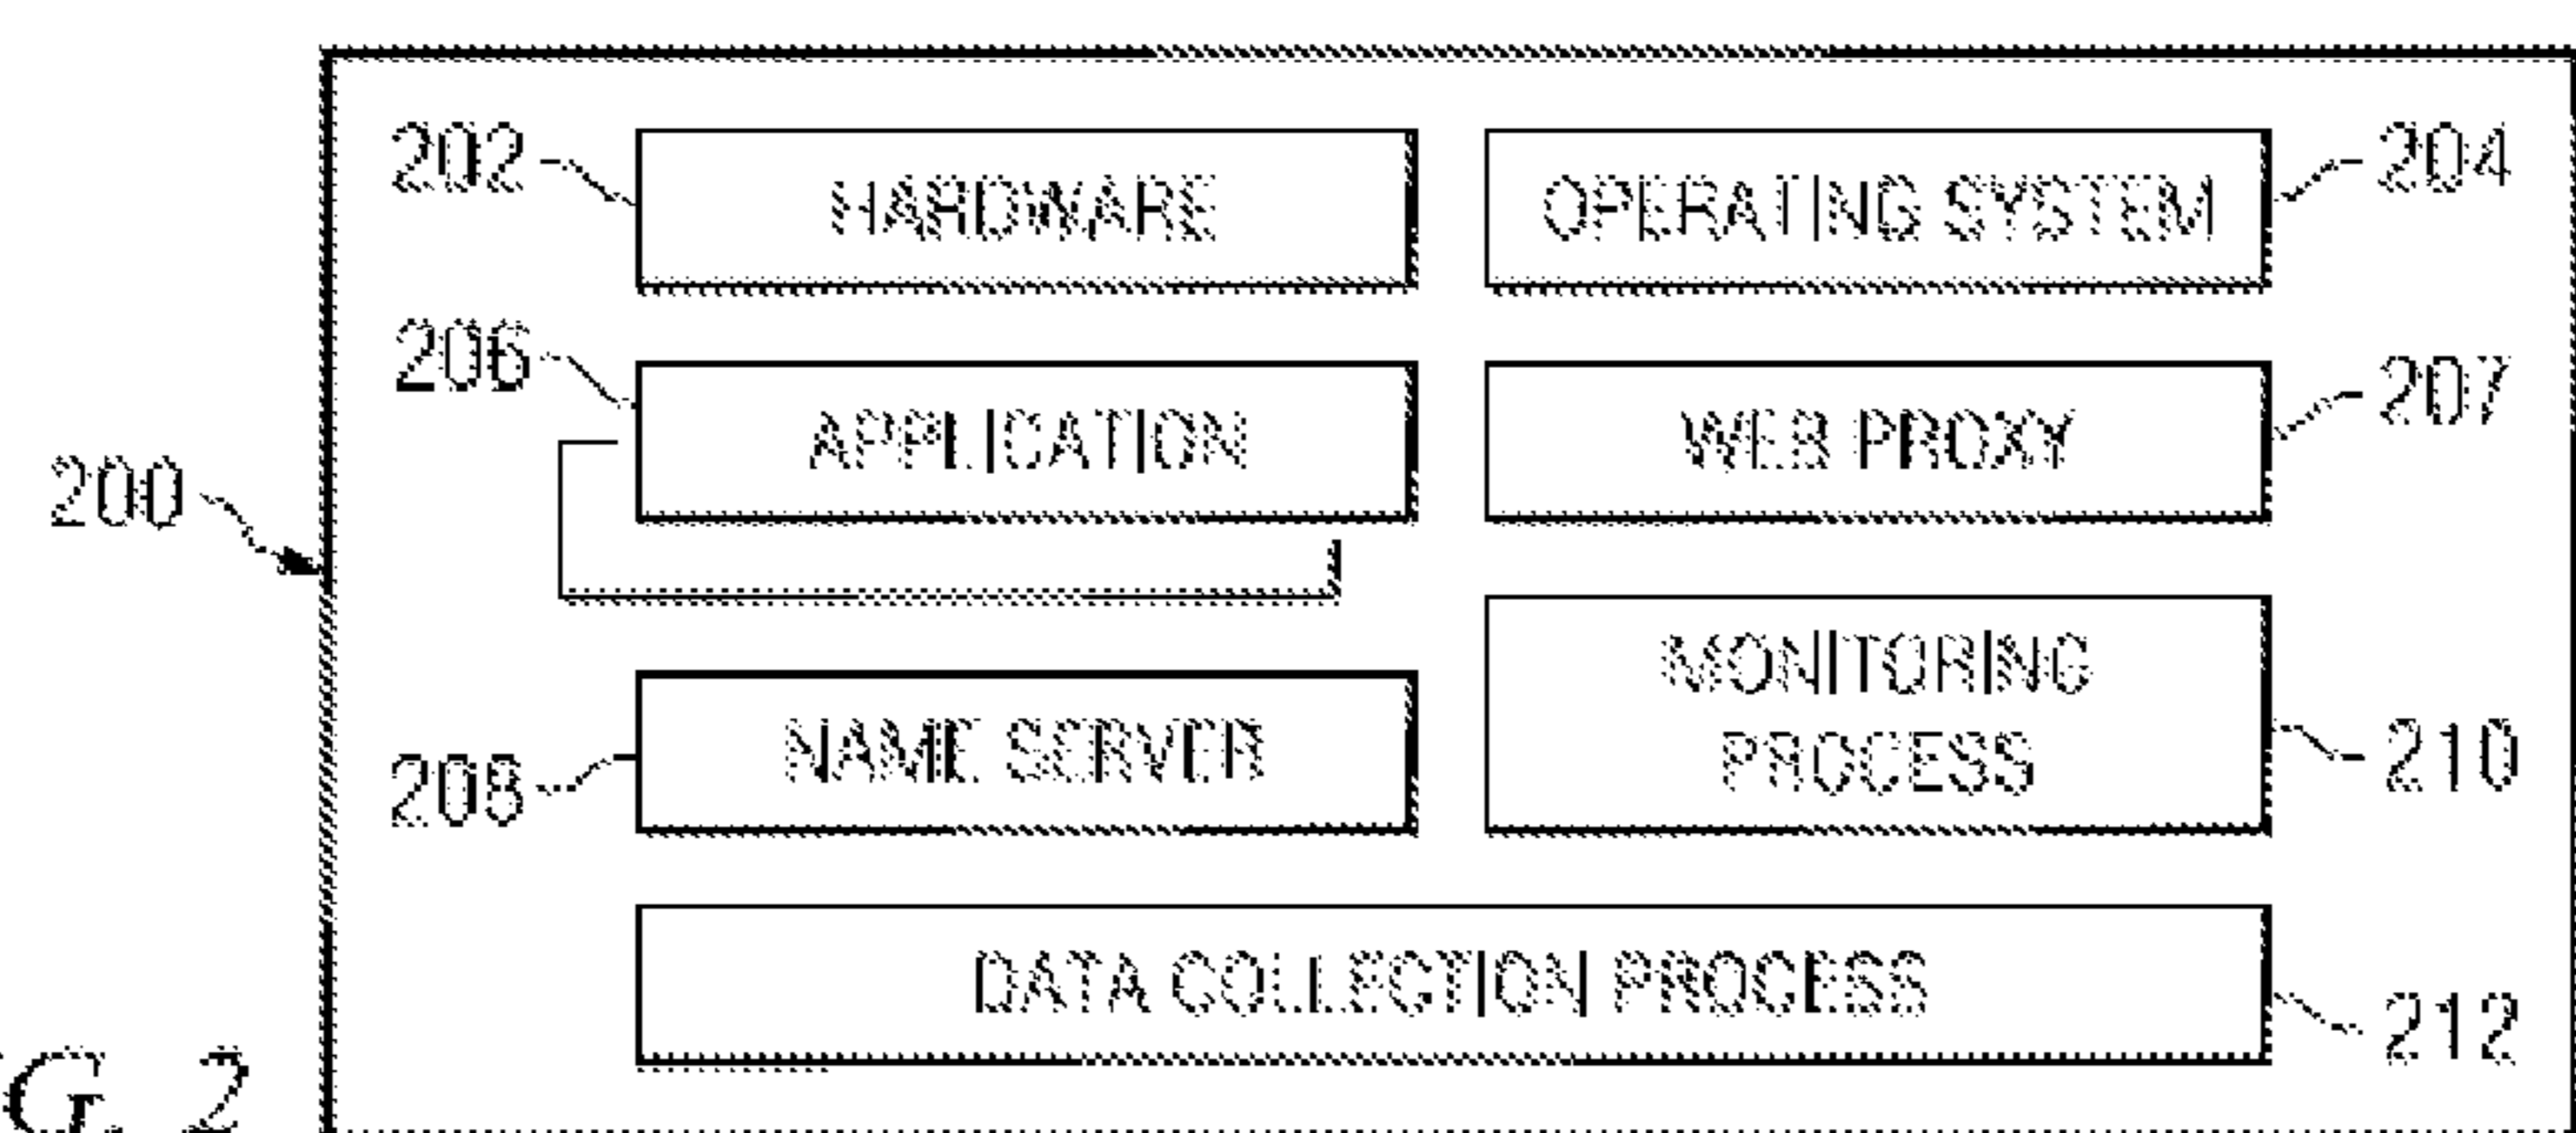 202 HARDWARE OPERATING SYSTEM 204
206 APPLICATION WEB PROXY 207
200
MONITORING
208 NAME SERVER PROCESS 210
DATA COLLECTION PROCESS 212
G. 2